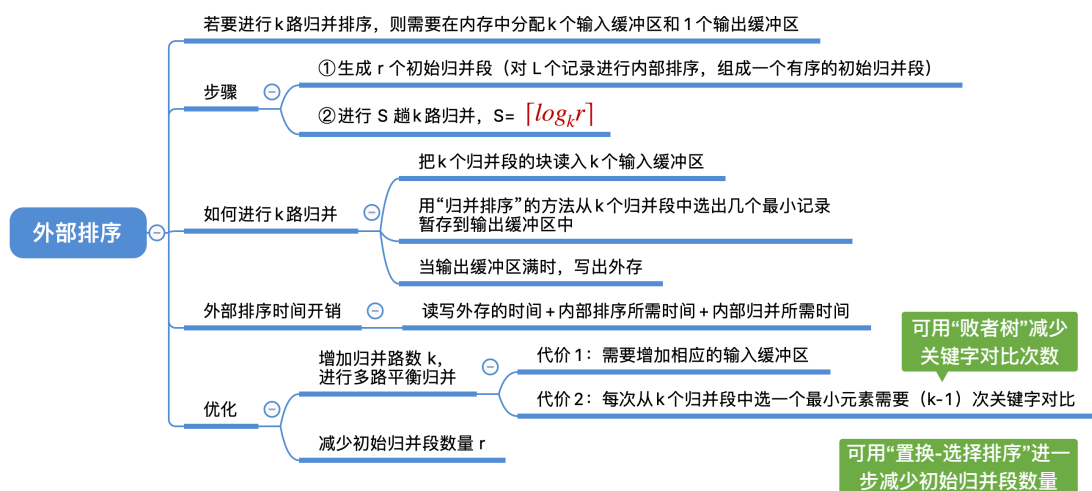 若要进行k路归并排序，则需要在内存中分配k个输入缓冲区和1个输出缓冲区
步骤
①生成 r 个初始归并段（对 L个记录进行内部排序，组成一个有序的初始归并段）
②进行 S 趟k路归并，S= ⌈logₖr⌉
外部排序
如何进行k路归并
把k个归并段的块读入k个输入缓冲区
用“归并排序”的方法从k个归并段中选出几个最小记录
暂存到输出缓冲区中
当输出缓冲区满时，写出外存
外部排序时间开销
读写外存的时间+内部排序所需时间+内部归并所需时间
优化
增加归并路数 k，
进行多路平衡归并
代价1：需要增加相应的输入缓冲区
代价2：每次从k个归并段中选一个最小元素需要（k-1）次关键字对比
可用“败者树”减少
关键字对比次数
减少初始归并段数量 r
可用“置换-选择排序”进一
步减少初始归并段数量